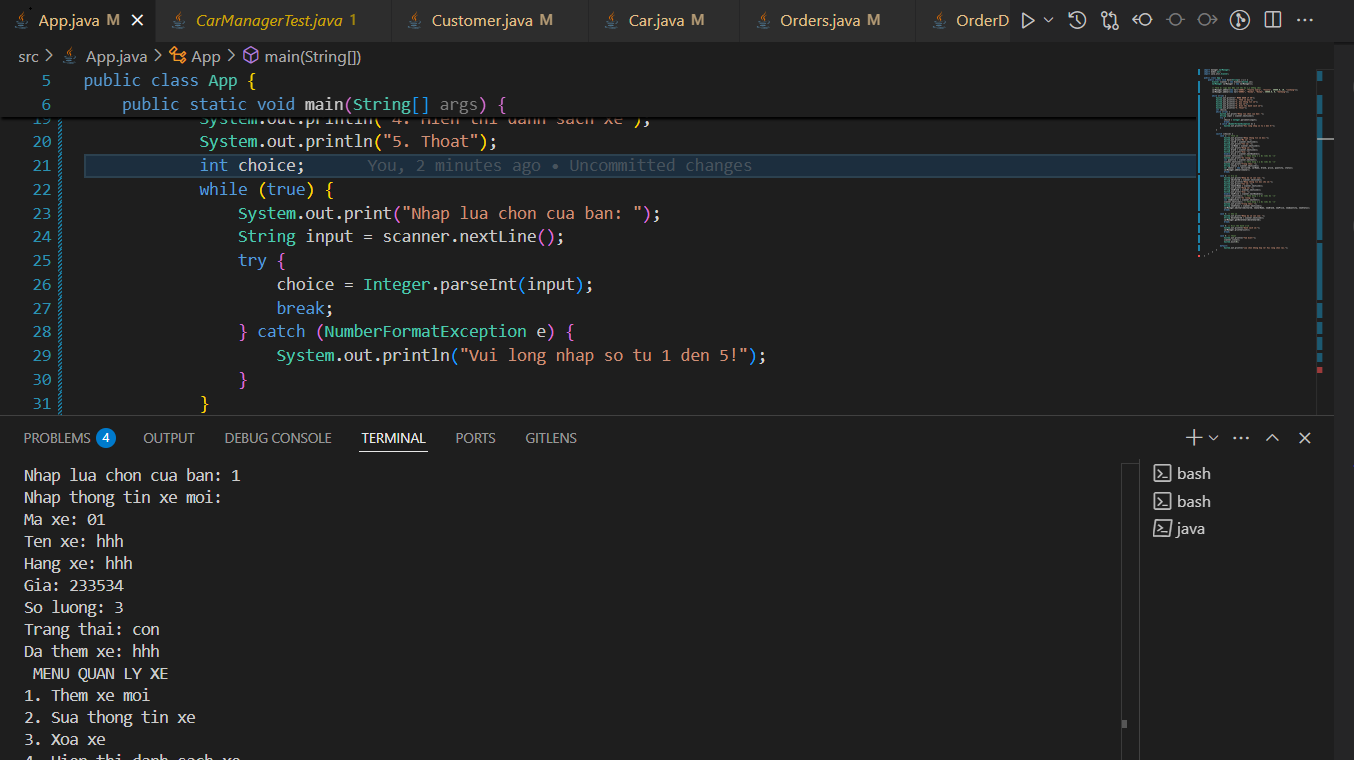 App.java M
CarManagerTest.java 1
Customer.java M
Car.java M
Orders.java M
OrderD
src > App.java > App > main(String[])
5 public class App {
6 public static void main(String[] args) {
19 System.out.println("4. Hien thi danh sach xe");
20 System.out.println("5. Thoat");
21 int choice; You, 2 minutes ago • Uncommitted changes
22 while (true) {
23 System.out.print("Nhap lua chon cua ban: ");
24 String input = scanner.nextLine();
25 try {
26 choice = Integer.parseInt(input);
27 break;
28 } catch (NumberFormatException e) {
29 System.out.println("Vui long nhap so tu 1 den 5!");
30 }
31 }
PROBLEMS 4 OUTPUT DEBUG CONSOLE TERMINAL PORTS GITLENS
Nhap lua chon cua ban: 1
Nhap thong tin xe moi:
Ma xe: 01
Ten xe: hhh
Hang xe: hhh
Gia: 233534
So luong: 3
Trang thai: con
Da them xe: hhh
MENU QUAN LY XE
1. Them xe moi
2. Sua thong tin xe
3. Xoa xe
4. Hien thi danh sach xe
bash
bash
java